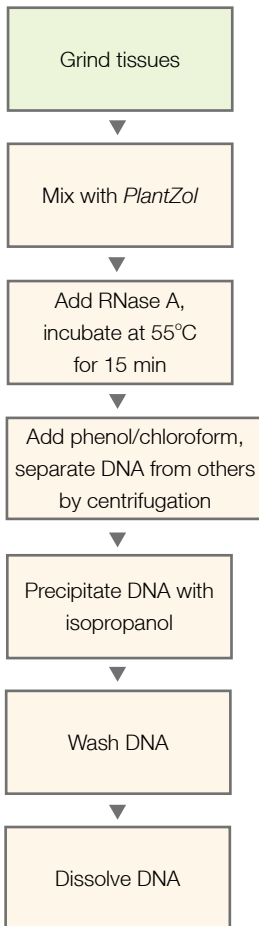 Grind tissues
Mix with PlantZol
Add RNase A,
incubate at 55°C
for 15 min
Add phenol/chloroform,
separate DNA from others
by centrifugation
Precipitate DNA with
isopropanol
Wash DNA
Dissolve DNA